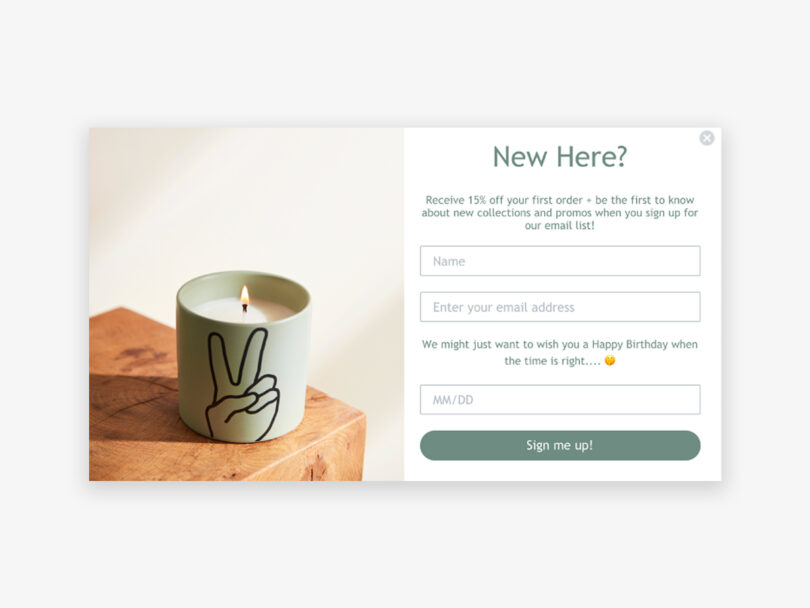 New Here?
Receive 15% off your first order + be the first to know
about new collections and promos when you sign up for
our email list!
Name
Enter your email address
We might just want to wish you a Happy Birthday when
the time is right.... 🤭
MM/DD
Sign me up!